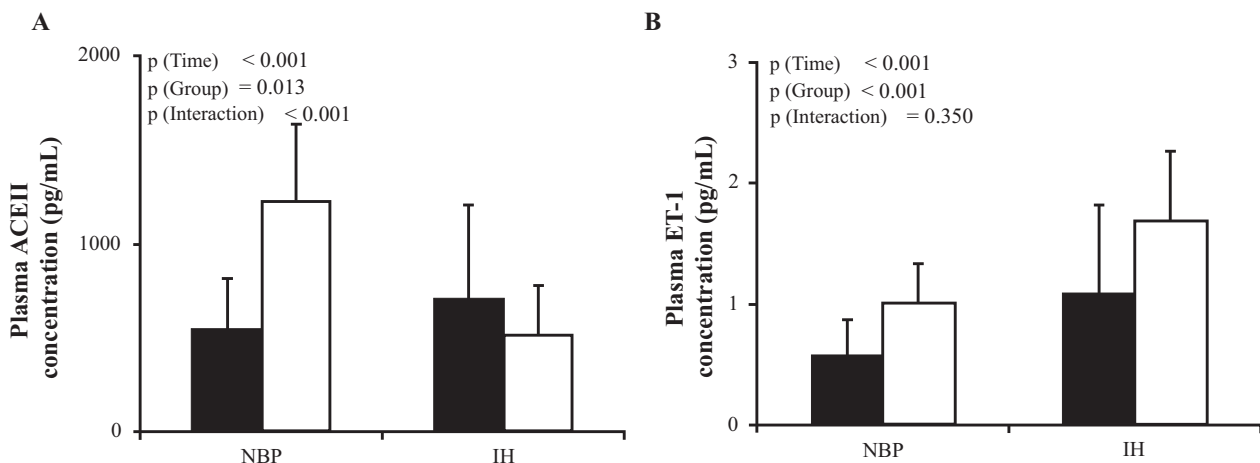 A
Plasma ACEII
concentration (pg/mL)
2000
1000
0
p (Time) < 0.001
p (Group) = 0.013
p (Interaction) < 0.001
NBP
IH
B
Plasma ET-1
concentration (pg/mL)
3
2
1
0
p (Time) < 0.001
p (Group) < 0.001
p (Interaction) = 0.350
NBP
IH